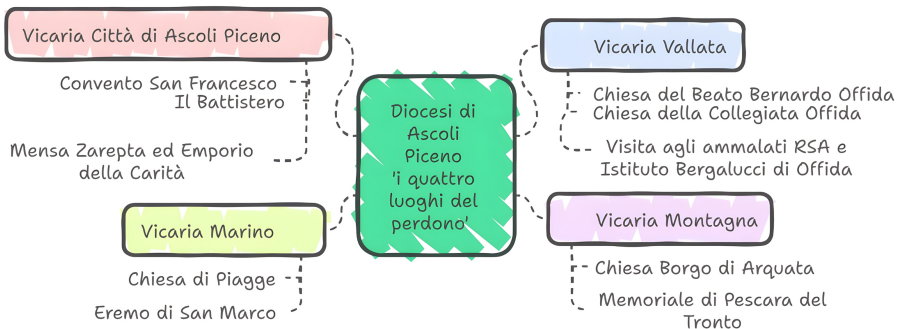 Vicaria Città di Ascoli Piceno
Convento San Francesco
Il Battistero
Mensa Zarepta ed Emporio
della Carità
Vicaria Marino
Chiesa di Piagge
Eremo di San Marco
Diocesi di
Ascoli
Piceno
'i quattro
luoghi del
perdono'
Vicaria Vallata
Chiesa del Beato Bernardo Offida
Chiesa della Collegiata Offida
Visita agli ammalati RSA e
Istituto Bergalucci di Offida
Vicaria Montagna
Chiesa Borgo di Arquata
Memoriale di Pescara del
Tronto